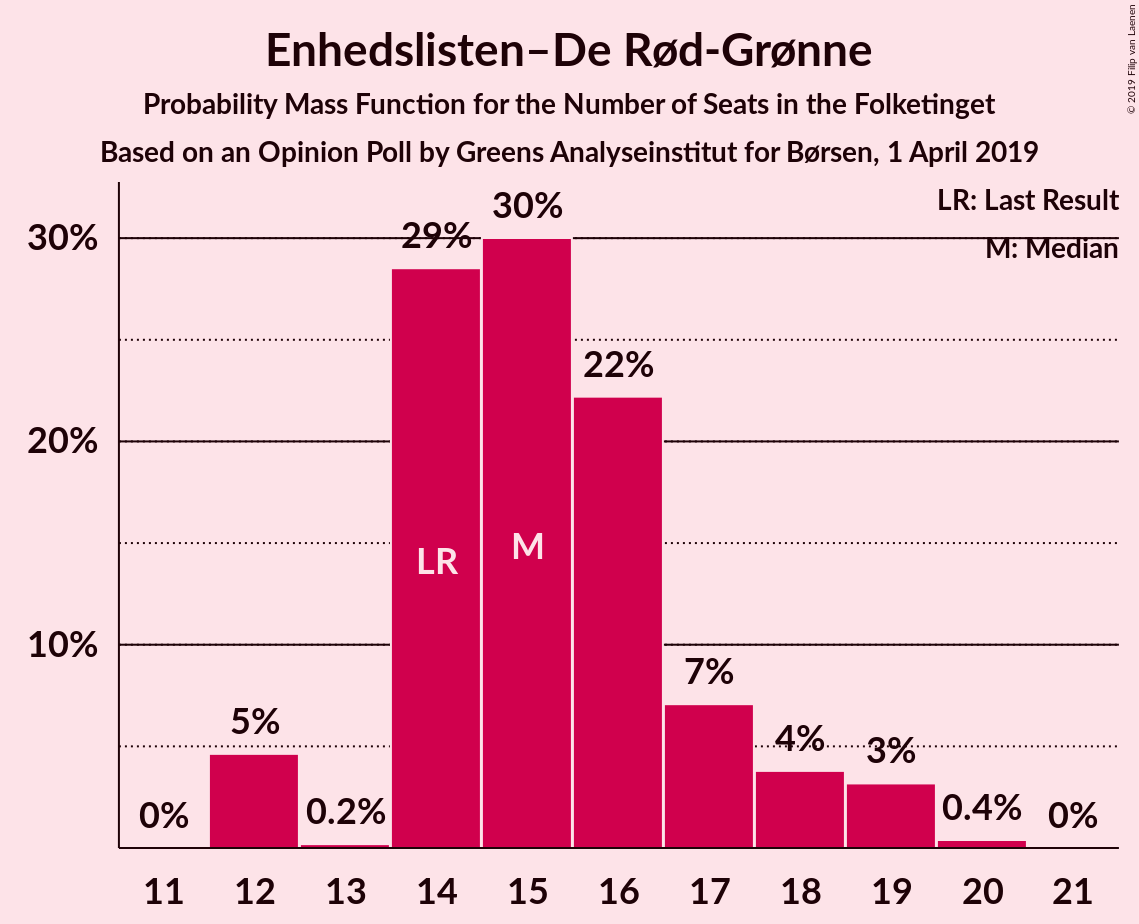 Enhedslisten–De Rød-Grønne
Probability Mass Function for the Number of Seats in the Folketinget
Based on an Opinion Poll by Greens Analyseinstitut for Børsen, 1 April 2019
© 2019 Filip van Laenen
LR: Last Result
M: Median
30%
20%
10%
0%
5%
0.2%
29%
30%
22%
7%
4%
3%
0.4%
0%
LR
M
11 12 13 14 15 16 17 18 19 20 21